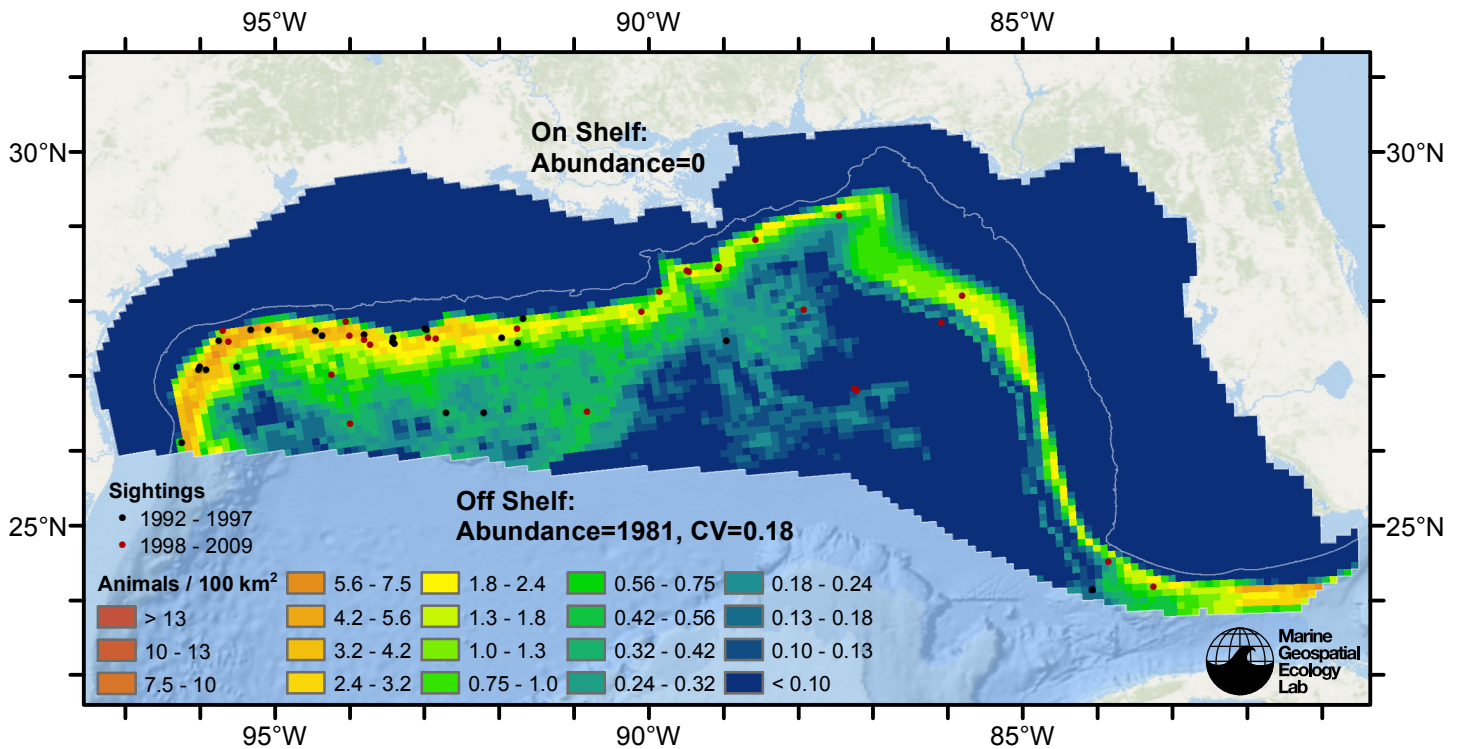 95°W 90°W 85°W
30°N 30°N
On Shelf:
Abundance=0
25°N 25°N
Off Shelf:
Abundance=1981, CV=0.18
Sightings
1992 - 1997
1998 - 2009
Animals / 100 km²
> 13
10 - 13
7.5 - 10
5.6 - 7.5
4.2 - 5.6
3.2 - 4.2
2.4 - 3.2
1.8 - 2.4
1.3 - 1.8
1.0 - 1.3
0.75 - 1.0
0.56 - 0.75
0.42 - 0.56
0.32 - 0.42
0.24 - 0.32
0.18 - 0.24
0.13 - 0.18
0.10 - 0.13
< 0.10
Marine
Geospatial
Ecology
Lab
95°W 90°W 85°W